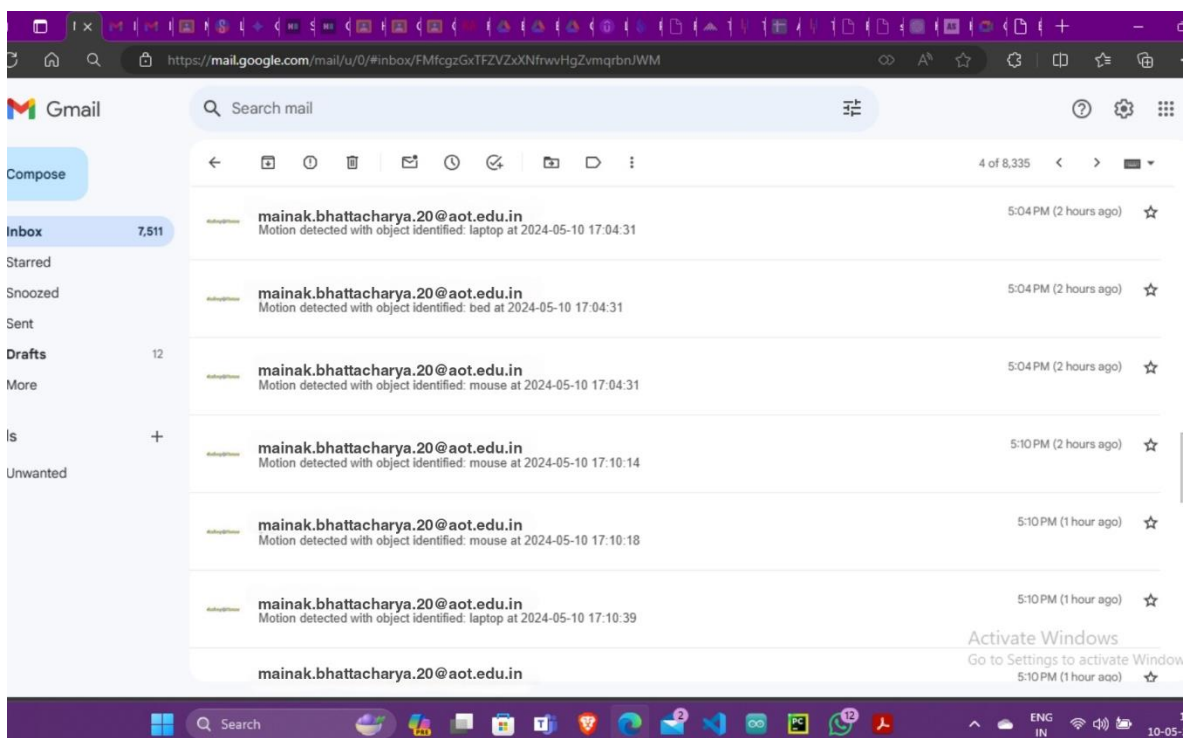 https://mail.google.com/mail/u/0/#inbox/FMfcgzGxTFZVZxXNfrwvHgZvmqrbnJWM
Gmail
Search mail
Compose
4 of 8,335
Inbox 7,511
Starred
Snoozed
Sent
Drafts 12
More
ls
Unwanted
mainak.bhattacharya.20@aot.edu.in 5:04 PM (2 hours ago)
Motion detected with object identified: laptop at 2024-05-10 17:04:31
mainak.bhattacharya.20@aot.edu.in 5:04 PM (2 hours ago)
Motion detected with object identified: bed at 2024-05-10 17:04:31
mainak.bhattacharya.20@aot.edu.in 5:04 PM (2 hours ago)
Motion detected with object identified: mouse at 2024-05-10 17:04:31
mainak.bhattacharya.20@aot.edu.in 5:10 PM (2 hours ago)
Motion detected with object identified: mouse at 2024-05-10 17:10:14
mainak.bhattacharya.20@aot.edu.in 5:10 PM (1 hour ago)
Motion detected with object identified: mouse at 2024-05-10 17:10:18
mainak.bhattacharya.20@aot.edu.in 5:10 PM (1 hour ago)
Motion detected with object identified: laptop at 2024-05-10 17:10:39
mainak.bhattacharya.20@aot.edu.in 5:10 PM (1 hour ago)
Activate Windows
Go to Settings to activate Window
Search
PRE
2
PC
12
ENG
IN
10-05-